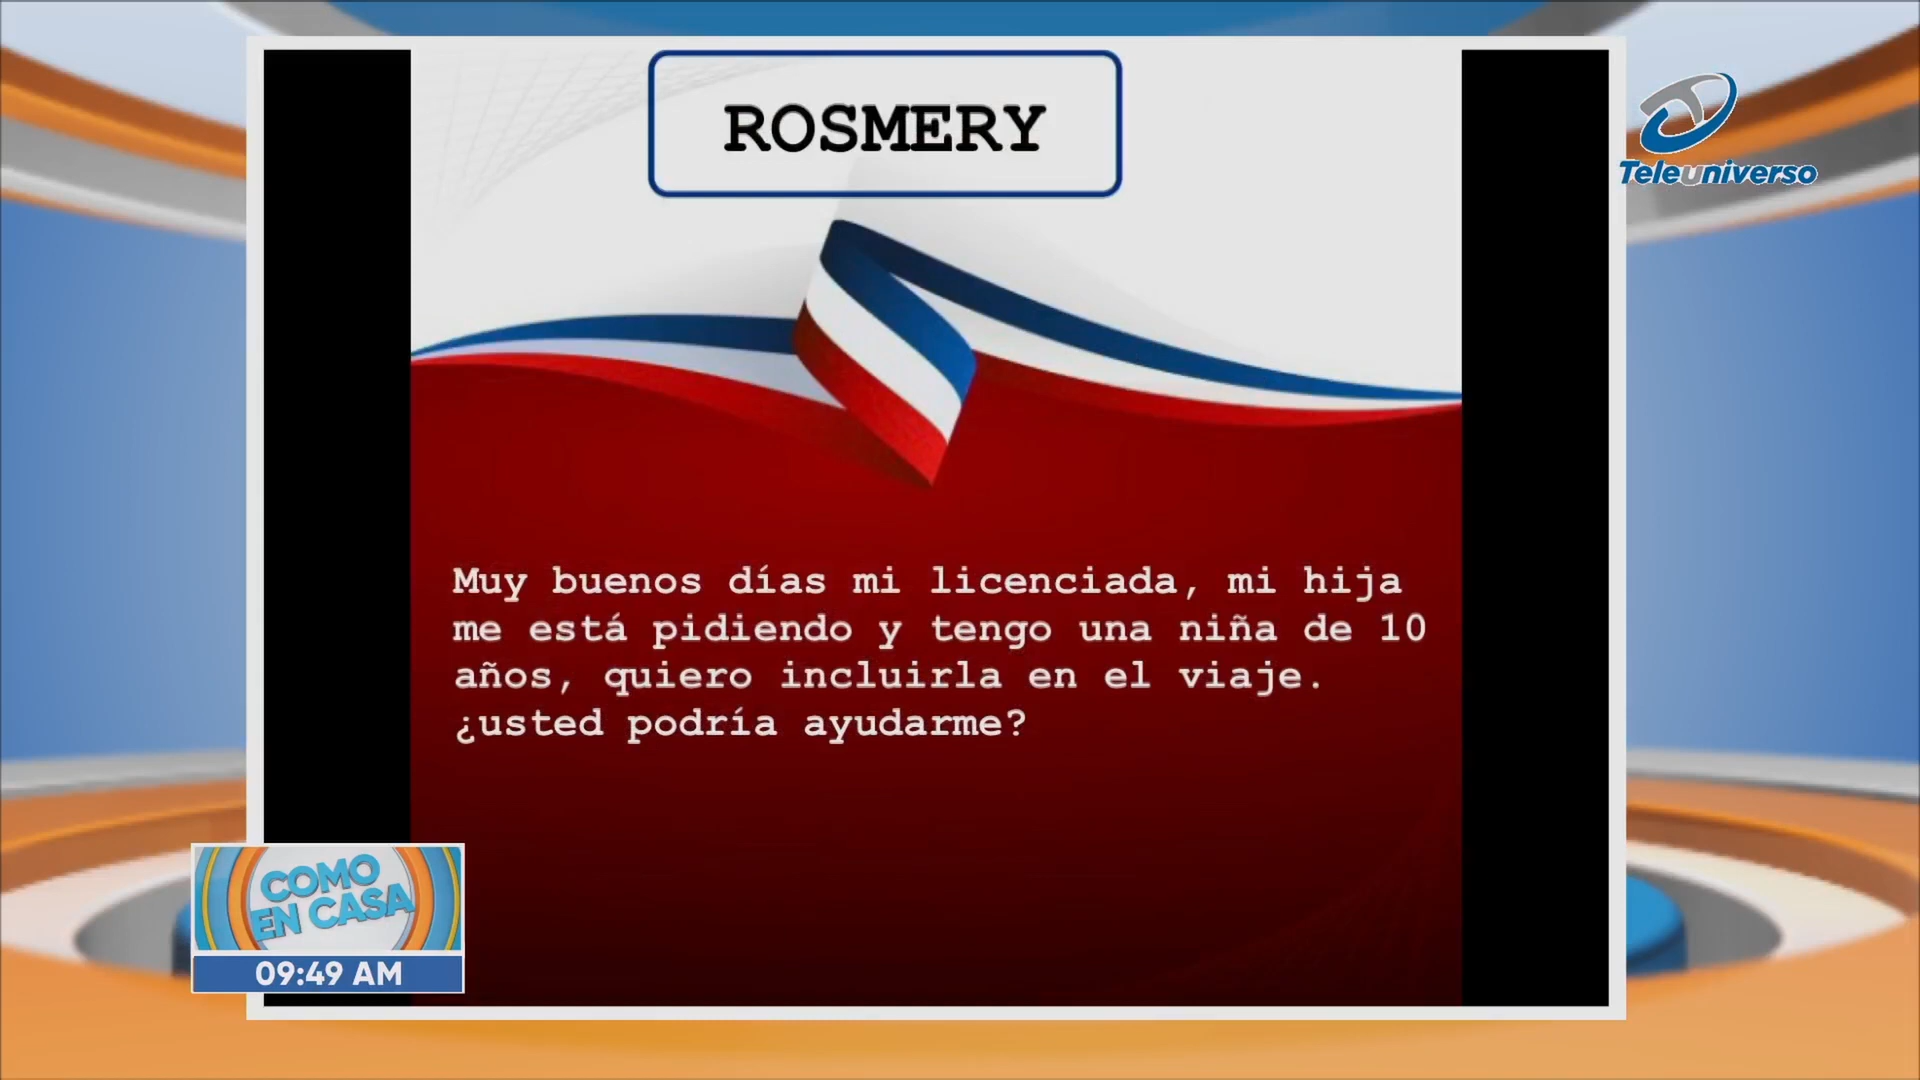 ROSMERY
Teleuniverso
Muy buenos días mi licenciada, mi hija
me está pidiendo y tengo una niña de 10
años, quiero incluirla en el viaje.
¿usted podría ayudarme?
COMO
EN CASA
09:49 AM